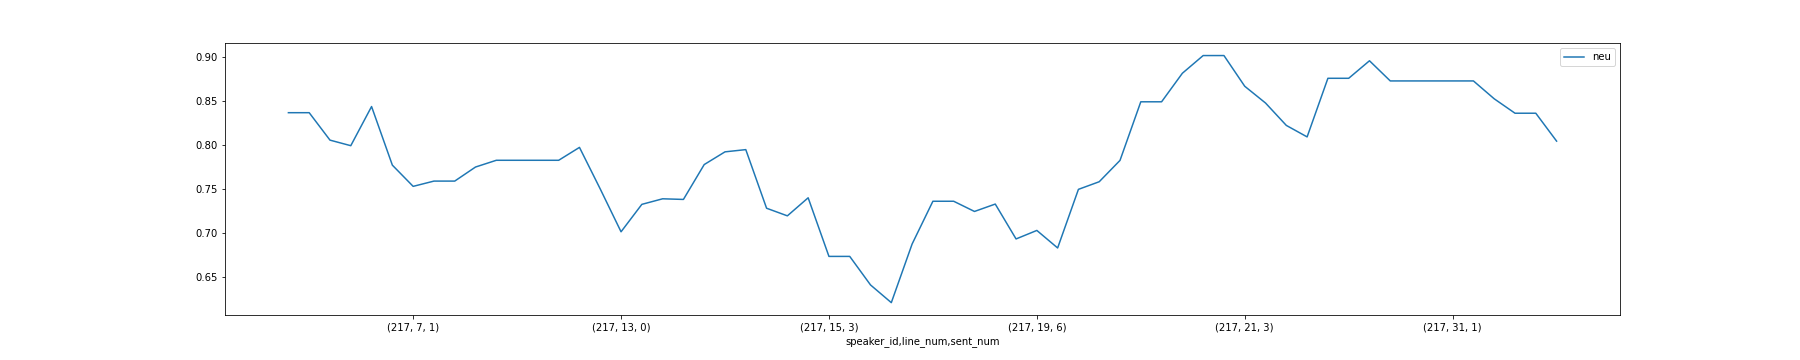 neu
0.90
0.85
0.80
0.75
0.70
0.65
(217, 7, 1) (217, 13, 0) (217, 15, 3) (217, 19, 6) (217, 21, 3) (217, 31, 1)
speaker_id,line_num,sent_num